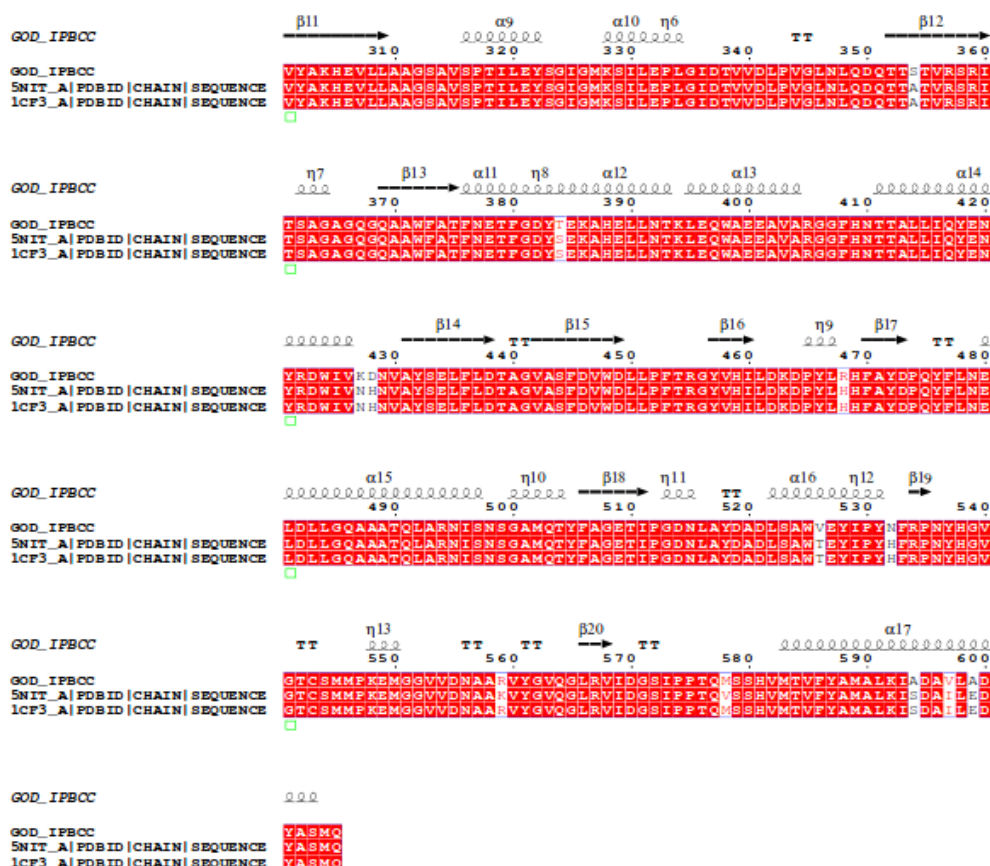 β11 α9 α10 η6 β12
GOD_IPBCC
310 320 330 340 350 360
GOD_IPBCC VYAKHEVLLAAGSAVSPTILEYSGIGMKSILEPLGIDTVVDLPVGLNLQDQTTSTVRSRI
5NIT_A|PDBID|CHAIN|SEQUENCE VYAKHEVLLAAGSAVSPTILEYSGIGMKSILEPLGIDTVVDLPVGLNLQDQTTATVRSRI
1CF3_A|PDBID|CHAIN|SEQUENCE VYAKHEVLLAAGSAVSPTILEYSGIGMKSILEPLGIDTVVDLPVGLNLQDQTTATVRSRI
η7 β13 α11 η8 α12 α13 α14
GOD_IPBCC
370 380 390 400 410 420
GOD_IPBCC TSAGAGQGQAAWFATFNETFGDYTEKAHELLNTKLEQWAEEAVARGGFHNTTALLIQYEN
5NIT_A|PDBID|CHAIN|SEQUENCE TSAGAGQGQAAWFATFNETFGDYSEKAHELLNTKLEQWAEEAVARGGFHNTTALLIQYEN
1CF3_A|PDBID|CHAIN|SEQUENCE TSAGAGQGQAAWFATFNETFGDYSEKAHELLNTKLEQWAEEAVARGGFHNTTALLIQYEN
β14 β15 β16 η9 β17
GOD_IPBCC TT TT
430 440 450 460 470 480
GOD_IPBCC YRDWIVKDNVAYSELFLDTAGVASFDVWDLLPFTRGYVHILDKDPYLRHFAYDPQYFLNE
5NIT_A|PDBID|CHAIN|SEQUENCE YRDWIVNHNVAYSELFLDTAGVASFDVWDLLPFTRGYVHILDKDPYLHHFAYDPQYFLNE
1CF3_A|PDBID|CHAIN|SEQUENCE YRDWIVNHNVAYSELFLDTAGVASFDVWDLLPFTRGYVHILDKDPYLHHFAYDPQYFLNE
α15 η10 β18 η11 α16 η12 β19
GOD_IPBCC TT
490 500 510 520 530 540
GOD_IPBCC LDLLGQAAATQLARNISNSGAMQTYFAGETIPGDNLAYDADLSAWVEYIPYNFRPNYHGV
5NIT_A|PDBID|CHAIN|SEQUENCE LDLLGQAAATQLARNISNSGAMQTYFAGETIPGDNLAYDADLSAWTEYIPYHFRPNYHGV
1CF3_A|PDBID|CHAIN|SEQUENCE LDLLGQAAATQLARNISNSGAMQTYFAGETIPGDNLAYDADLSAWTEYIPYHFRPNYHGV
η13 β20 α17
GOD_IPBCC TT TT TT TT
550 560 570 580 590 600
GOD_IPBCC GTCSMMPKEMGGVVDNAARVYGVQGLRVIDGSIPPTQMSSHVMTVFYAMALKIADAVLAD
5NIT_A|PDBID|CHAIN|SEQUENCE GTCSMMPKEMGGVVDNAAKVYGVQGLRVIDGSIPPTQVSSHVMTVFYAMALKISDAILED
1CF3_A|PDBID|CHAIN|SEQUENCE GTCSMMPKEMGGVVDNAARVYGVQGLRVIDGSIPPTQMSSHVMTVFYAMALKISDAILED
GOD_IPBCC
GOD_IPBCC YASMQ
5NIT_A|PDBID|CHAIN|SEQUENCE YASMQ
1CF3_A|PDBID|CHAIN|SEQUENCE YASMQ